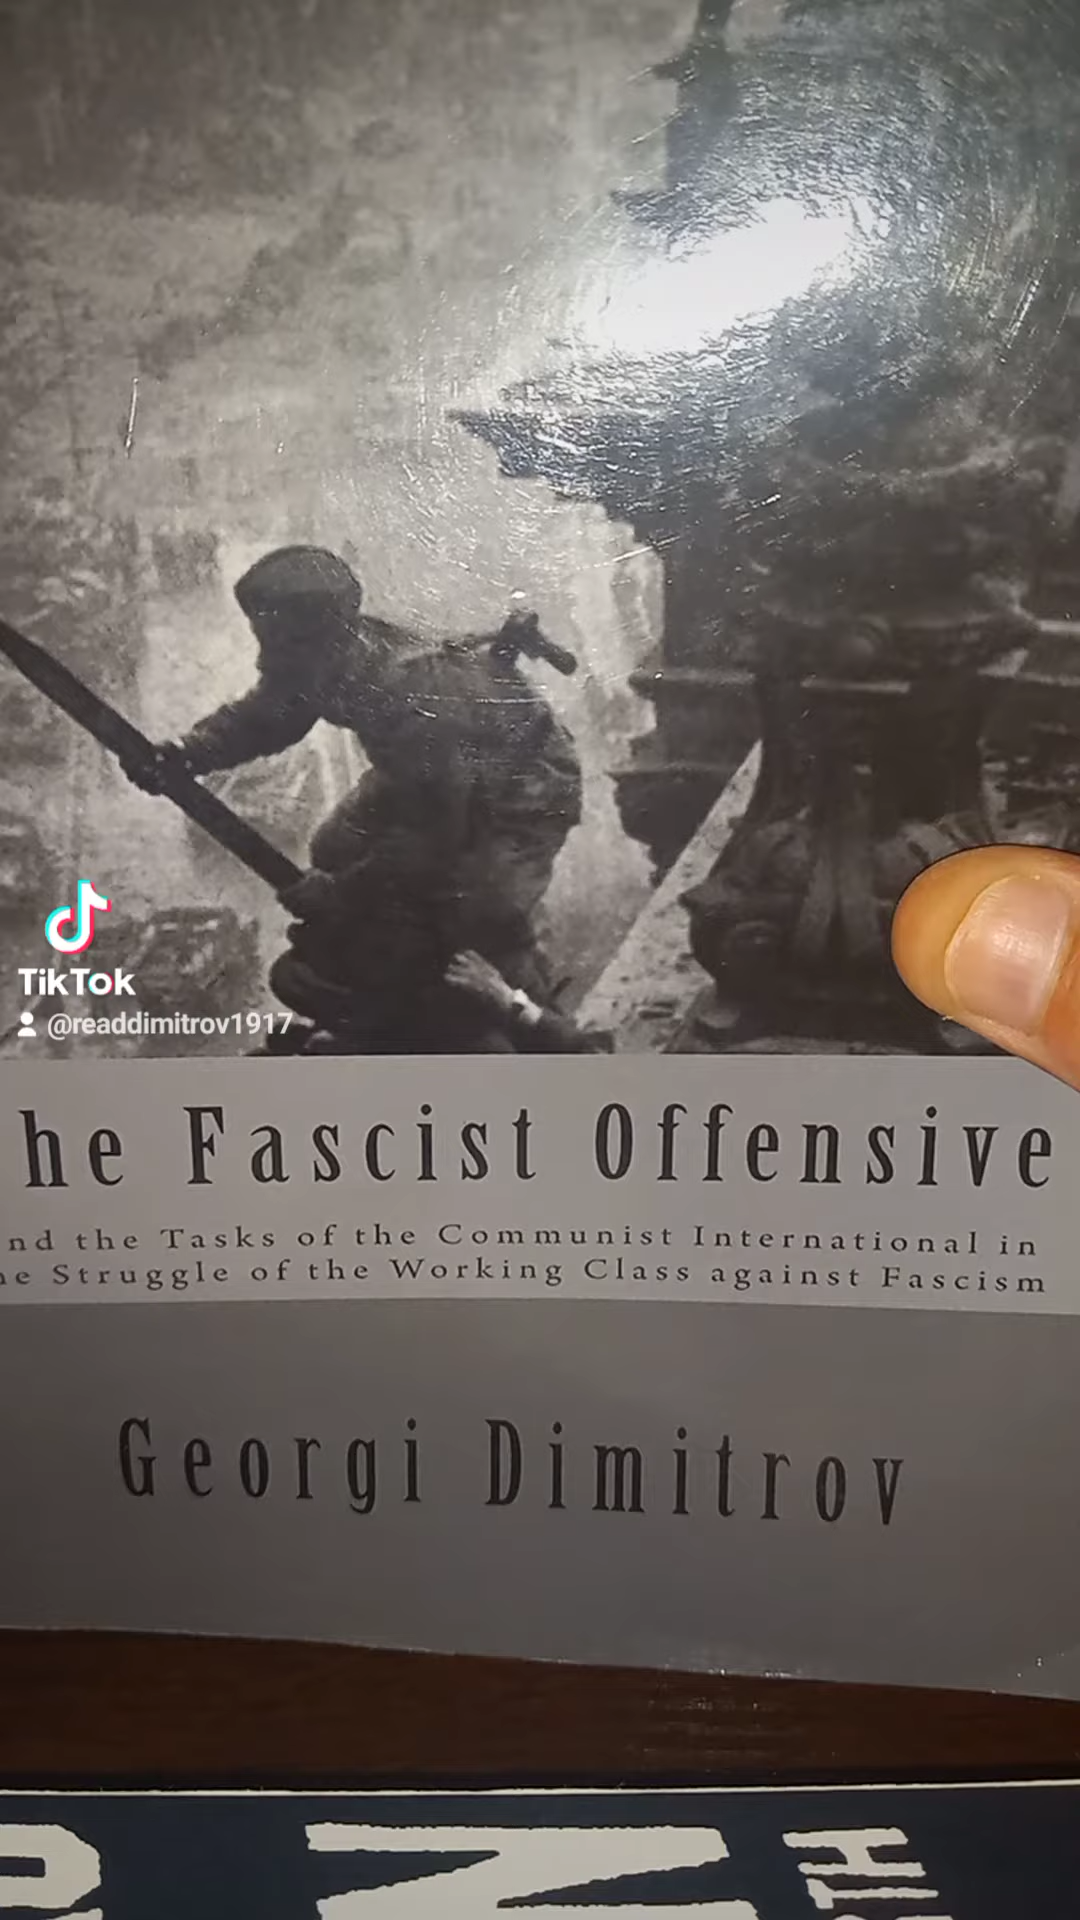 TikTok
@readdimitrov1917
he Fascist Offensive
nd the Tasks of the Communist International in
e Struggle of the Working Class against Fascism
Georgi Dimitrov